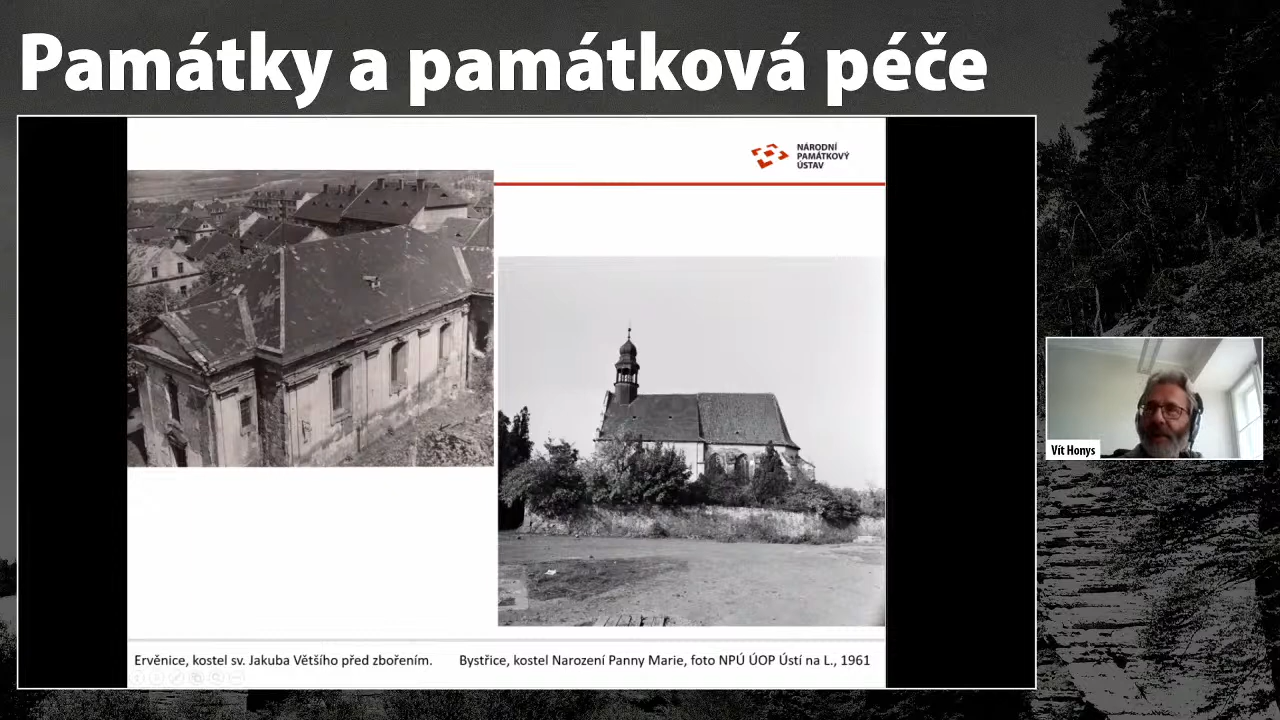 Památky a památková péče
NÁRODNÍ
PAMÁTKOVÝ
ÚSTAV
Vít Honys
Ervěnice, kostel sv. Jakuba Většího před zbořením.
Bystřice, kostel Narození Panny Marie, foto NPÚ ÚOP Ústí na L., 1961